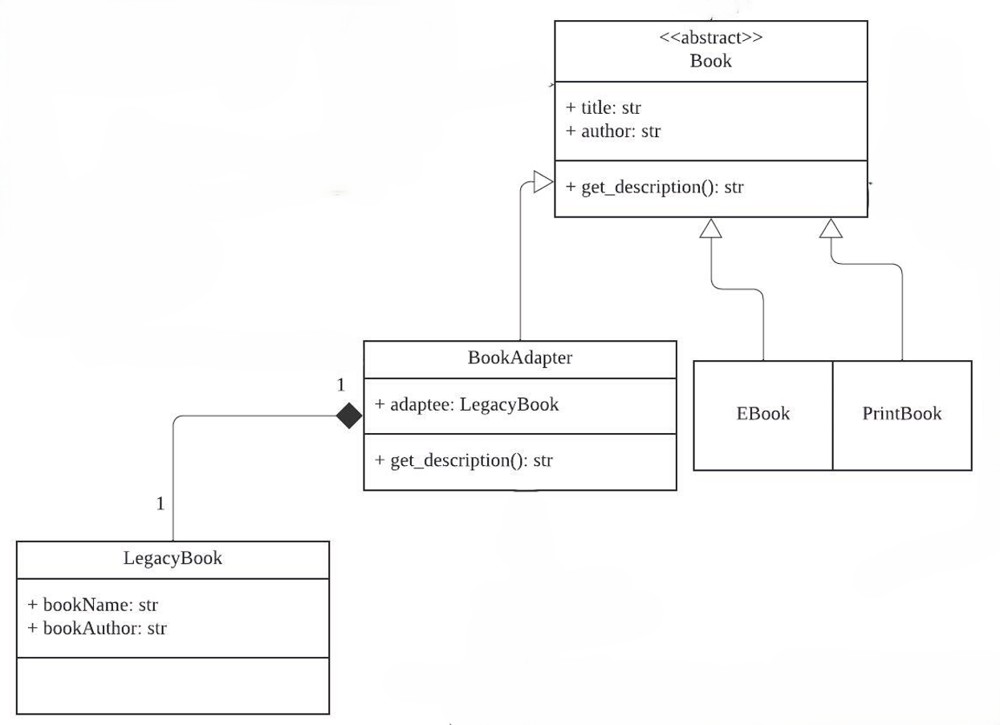 <<abstract>>
Book
+ title: str
+ author: str
+ get_description(): str
BookAdapter
+ adaptee: LegacyBook
+ get_description(): str
EBook
PrintBook
1
1
LegacyBook
+ bookName: str
+ bookAuthor: str